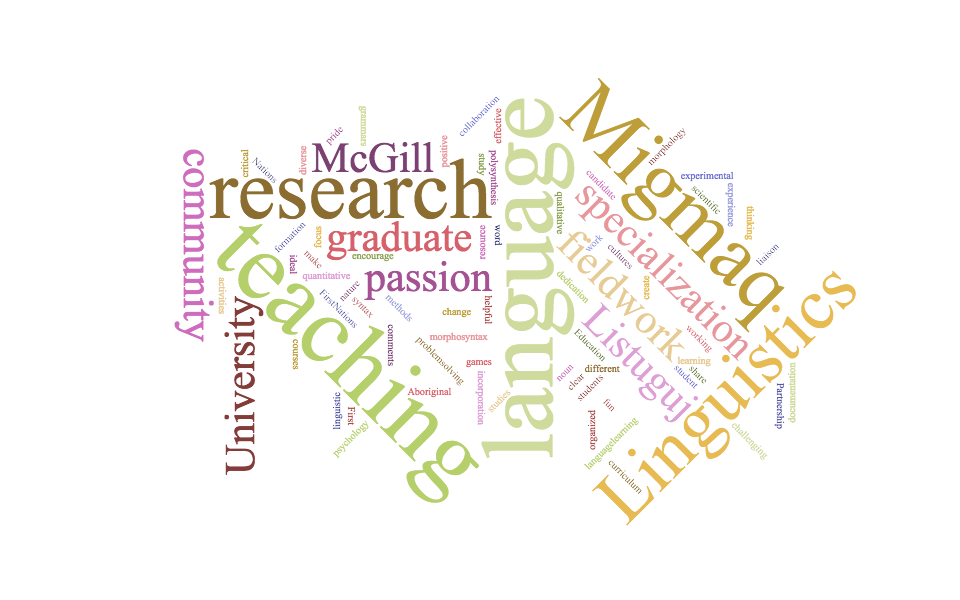 community
critical
Nations
diverse
pride
grammars
McGill
research
positive
collaboration
effective
study
polysynthesis
language
Migmaq
morphology
experimental
candidate
scientific
experience
thinking
liaison
specialization
qualitative
work
cultures
fieldwork
create
dedication
formation
focus
make
ideal
graduate
encourage
resource
word
quantitative
passion
nature
FirstNations
syntax
methods
helpful
change
teaching
activities
University
courses
comments
morphosyntax
problemsolving
games
Aboriginal
incorporation
studies
linguistic
First
psychology
Listuguj
Education
noun
clear
students
different
fun
organized
languagelearning
curriculum
working
learning
student
share
Linguistics
Partnership
documentation
challenging